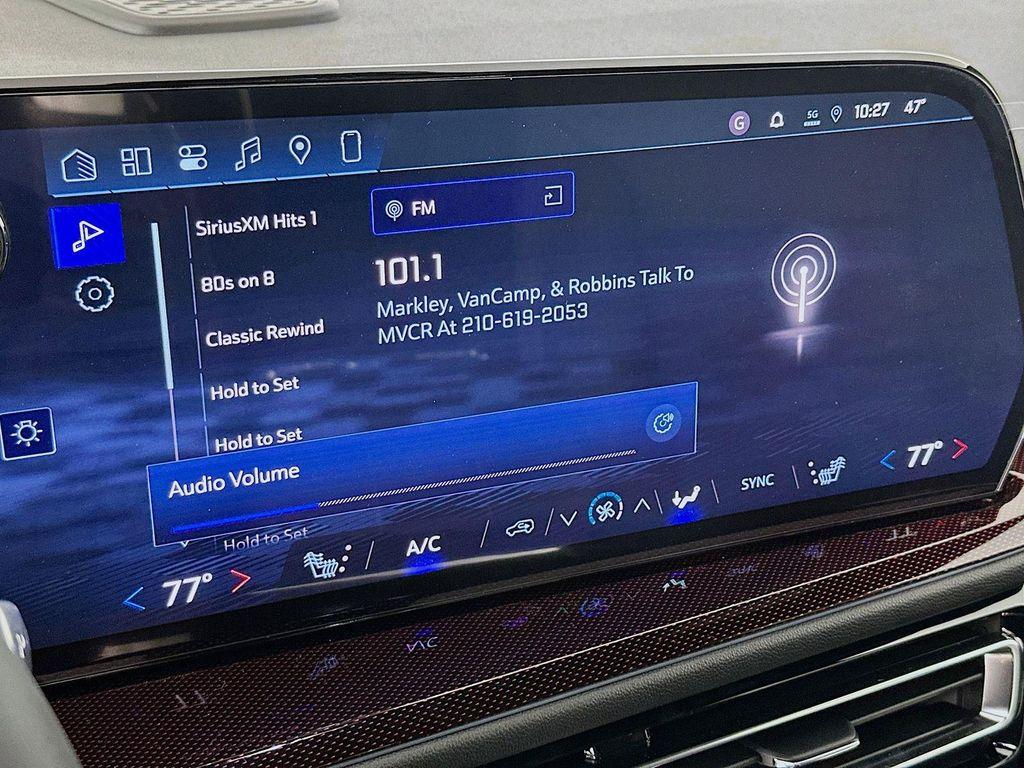 G 5G 10:27 47°
SiriusXM Hits 1
FM
80s on 8
101.1
Markley, VanCamp, & Robbins Talk To
MVCR At 210-619-2053
Classic Rewind
Hold to Set
Hold to Set
Audio Volume
Hold to Set
77° A/C SYNC 77°